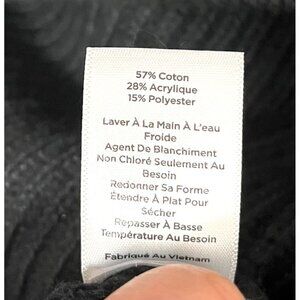 57% Coton
28% Acrylique
15% Polyester
Laver À La Main À L'eau
Froide
Agent De Blanchiment
Non Chloré Seulement Au
Besoin
Redonner Sa Forme
Étendre À Plat Pour
Sécher
Repasser À Basse
Température Au Besoin
Fabriqué Au Vietnam